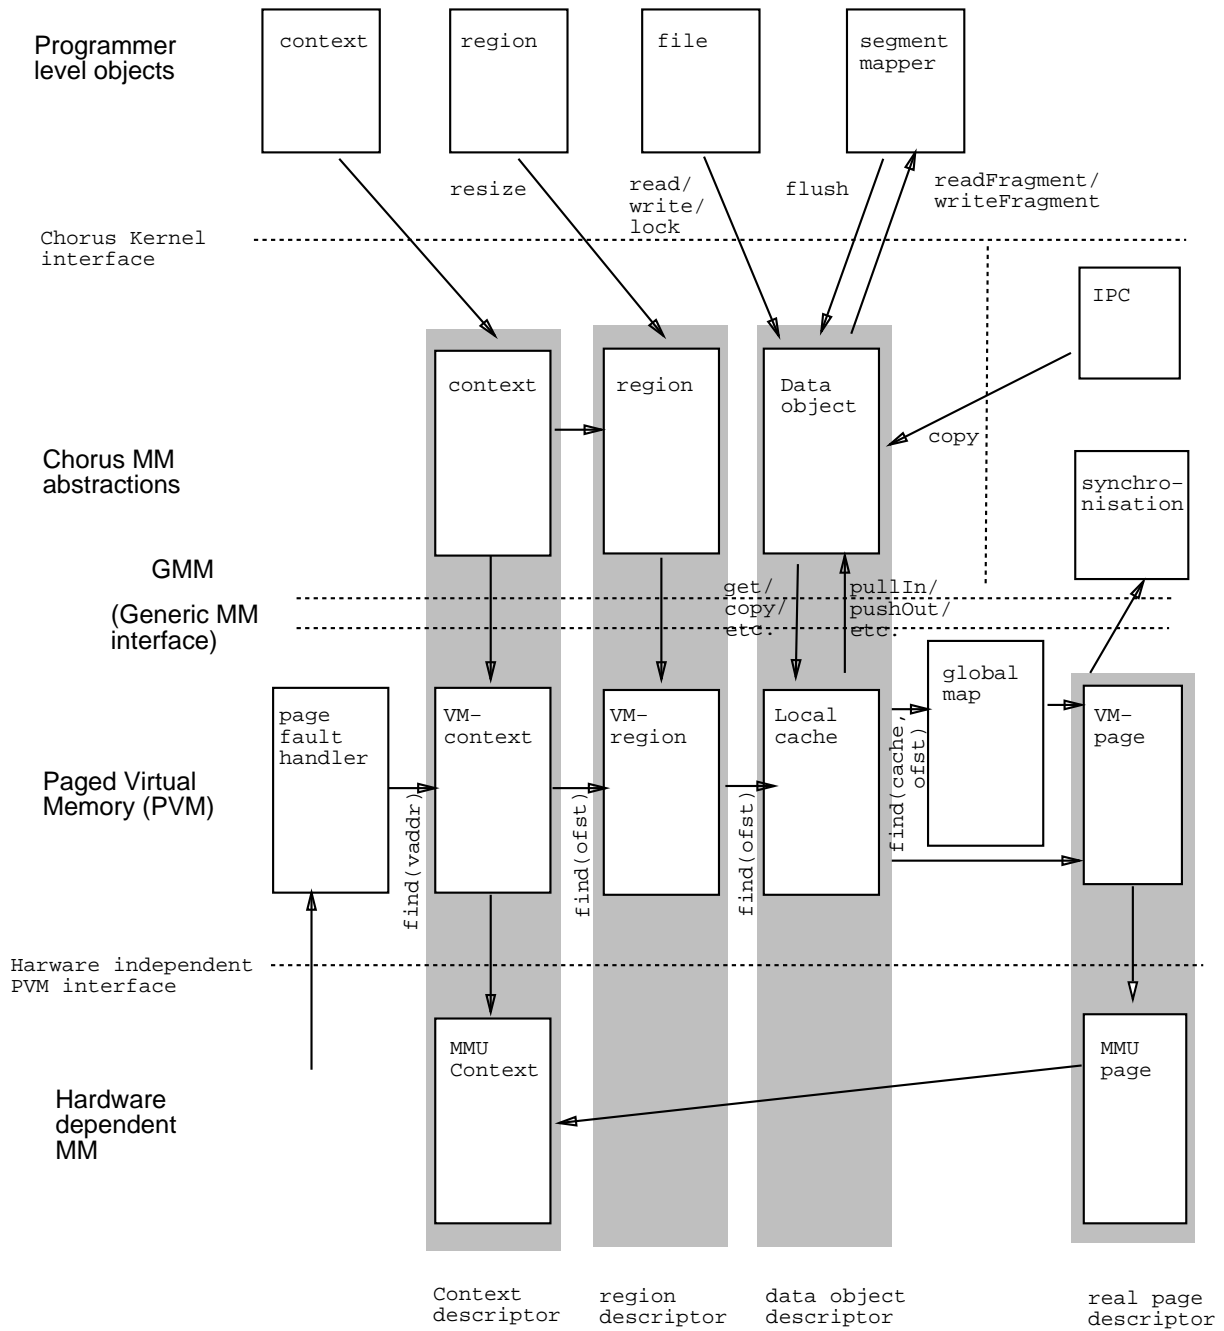 Programmer
level objects
context
region
file
segment
mapper
resize
read/
write/
lock
flush
readFragment/
writeFragment
Chorus Kernel
interface
IPC
context
region
Data
object
copy
Chorus MM
abstractions
synchro-
nisation
GMM
(Generic MM
interface)
get/
copy/
etc.
pullIn/
pushOut/
etc.
page
fault
handler
VM-
context
VM-
region
Local
cache
global
map
VM-
page
Paged Virtual
Memory (PVM)
find(vaddr)
find(ofst)
find(ofst)
find(cache,
ofst)
Harware independent
PVM interface
MMU
Context
MMU
page
Hardware
dependent
MM
Context
descriptor
region
descriptor
data object
descriptor
real page
descriptor